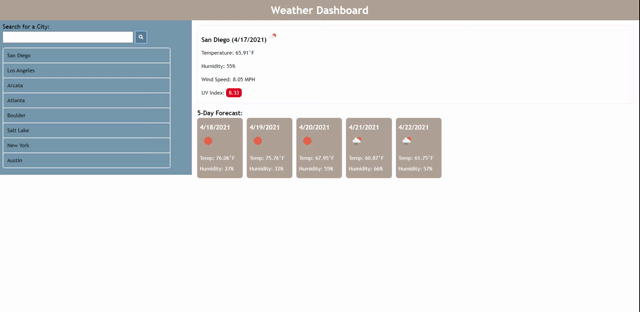 Weather Dashboard
Search for a City:
San Diego
Los Angeles
Arcata
Atlanta
Boulder
Salt Lake
New York
Austin
San Diego (4/17/2021)
Temperature: 65.91°F
Humidity: 55%
Wind Speed: 8.05 MPH
UV Index: 8.33
5-Day Forecast:
4/18/2021
Temp: 76.06°F
Humidity: 27%
4/19/2021
Temp: 75.76°F
Humidity: 32%
4/20/2021
Temp: 67.95°F
Humidity: 55%
4/21/2021
Temp: 60.87°F
Humidity: 66%
4/22/2021
Temp: 61.75°F
Humidity: 57%